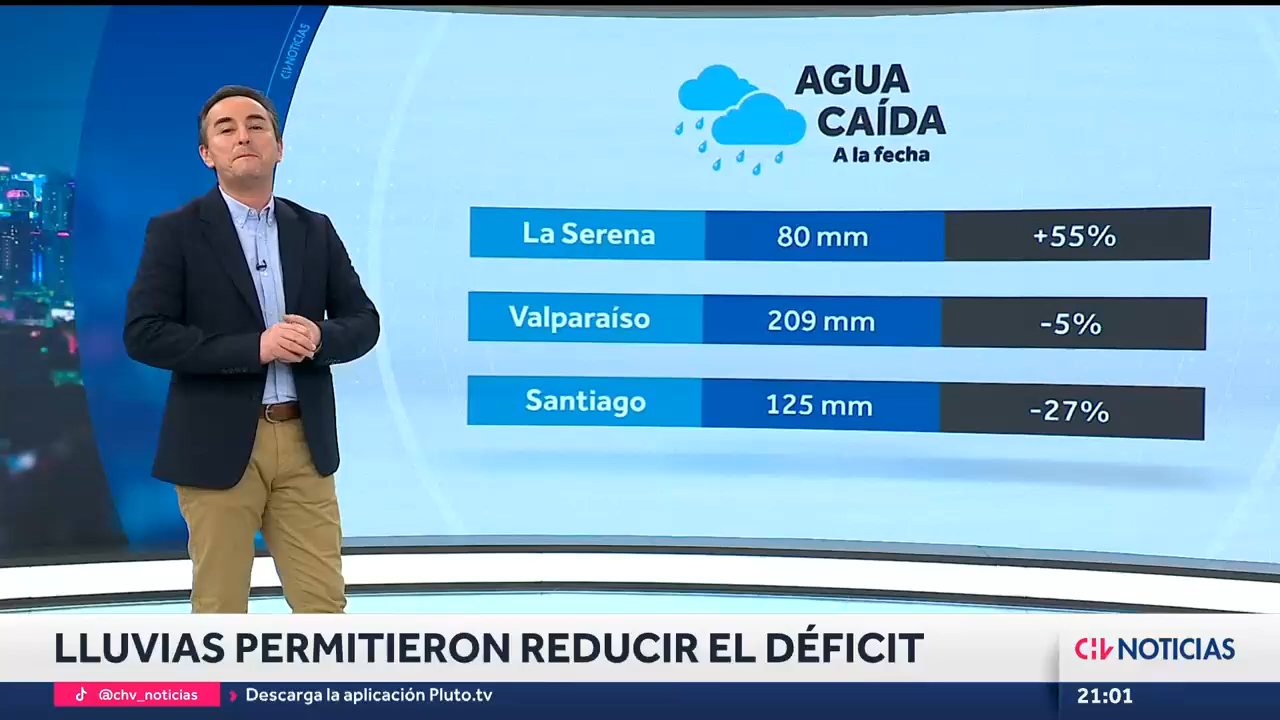 CHV NOTICIAS
AGUA
CAÍDA
A la fecha
La Serena 80 mm +55%
Valparaíso 209 mm -5%
Santiago 125 mm -27%
LLUVIAS PERMITIERON REDUCIR EL DÉFICIT
CHV NOTICIAS
@chv_noticias Descarga la aplicación Pluto.tv
21:01